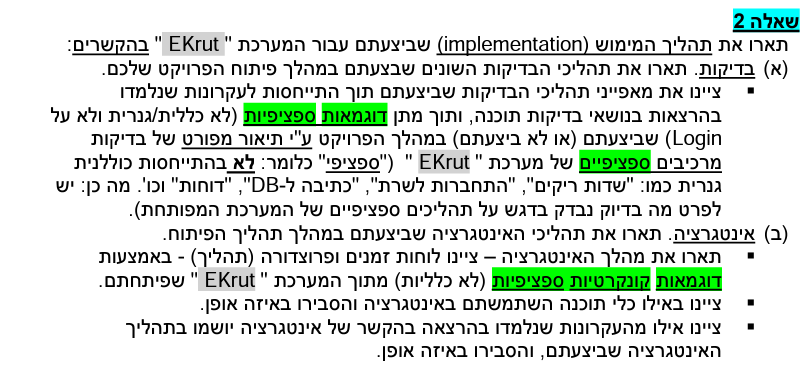 שאלה 2
תארו את תהליך המימוש (implementation) שביצעתם עבור המערכת " EKrut " בהקשרים:
(א) בדיקות. תארו את תהליכי הבדיקות השונים שבצעתם במהלך פיתוח הפרויקט שלכם.
▪ ציינו את מאפייני תהליכי הבדיקות שביצעתם תוך התייחסות לעקרונות שנלמדו
בהרצאות בנושאי בדיקות תוכנה, ותוך מתן דוגמאות ספציפיות (לא כללית/גנרית ולא על
Login) שביצעתם (או לא ביצעתם) במהלך הפרויקט ע"י תיאור מפורט של בדיקות
מרכיבים ספציפיים של מערכת " EKrut " ("ספציפי" כלומר: לא בהתייחסות כוללנית
גנרית כמו: "שדות ריקים", "התחברות לשרת", "כתיבה ל-DB", "דוחות" וכו'. מה כן: יש
לפרט מה בדיוק נבדק בדגש על תהליכים ספציפיים של המערכת המפותחת).
(ב) אינטגרציה. תארו את תהליכי האינטגרציה שביצעתם במהלך תהליך הפיתוח.
▪ תארו את מהלך האינטגרציה – ציינו לוחות זמנים ופרוצדורה (תהליך) - באמצעות
דוגמאות קונקרטיות ספציפיות (לא כלליות) מתוך המערכת " EKrut " שפיתחתם.
▪ ציינו באילו כלי תוכנה השתמשתם באינטגרציה והסבירו באיזה אופן.
▪ ציינו אילו מהעקרונות שנלמדו בהרצאה בהקשר של אינטגרציה יושמו בתהליך
האינטגרציה שביצעתם, והסבירו באיזה אופן.